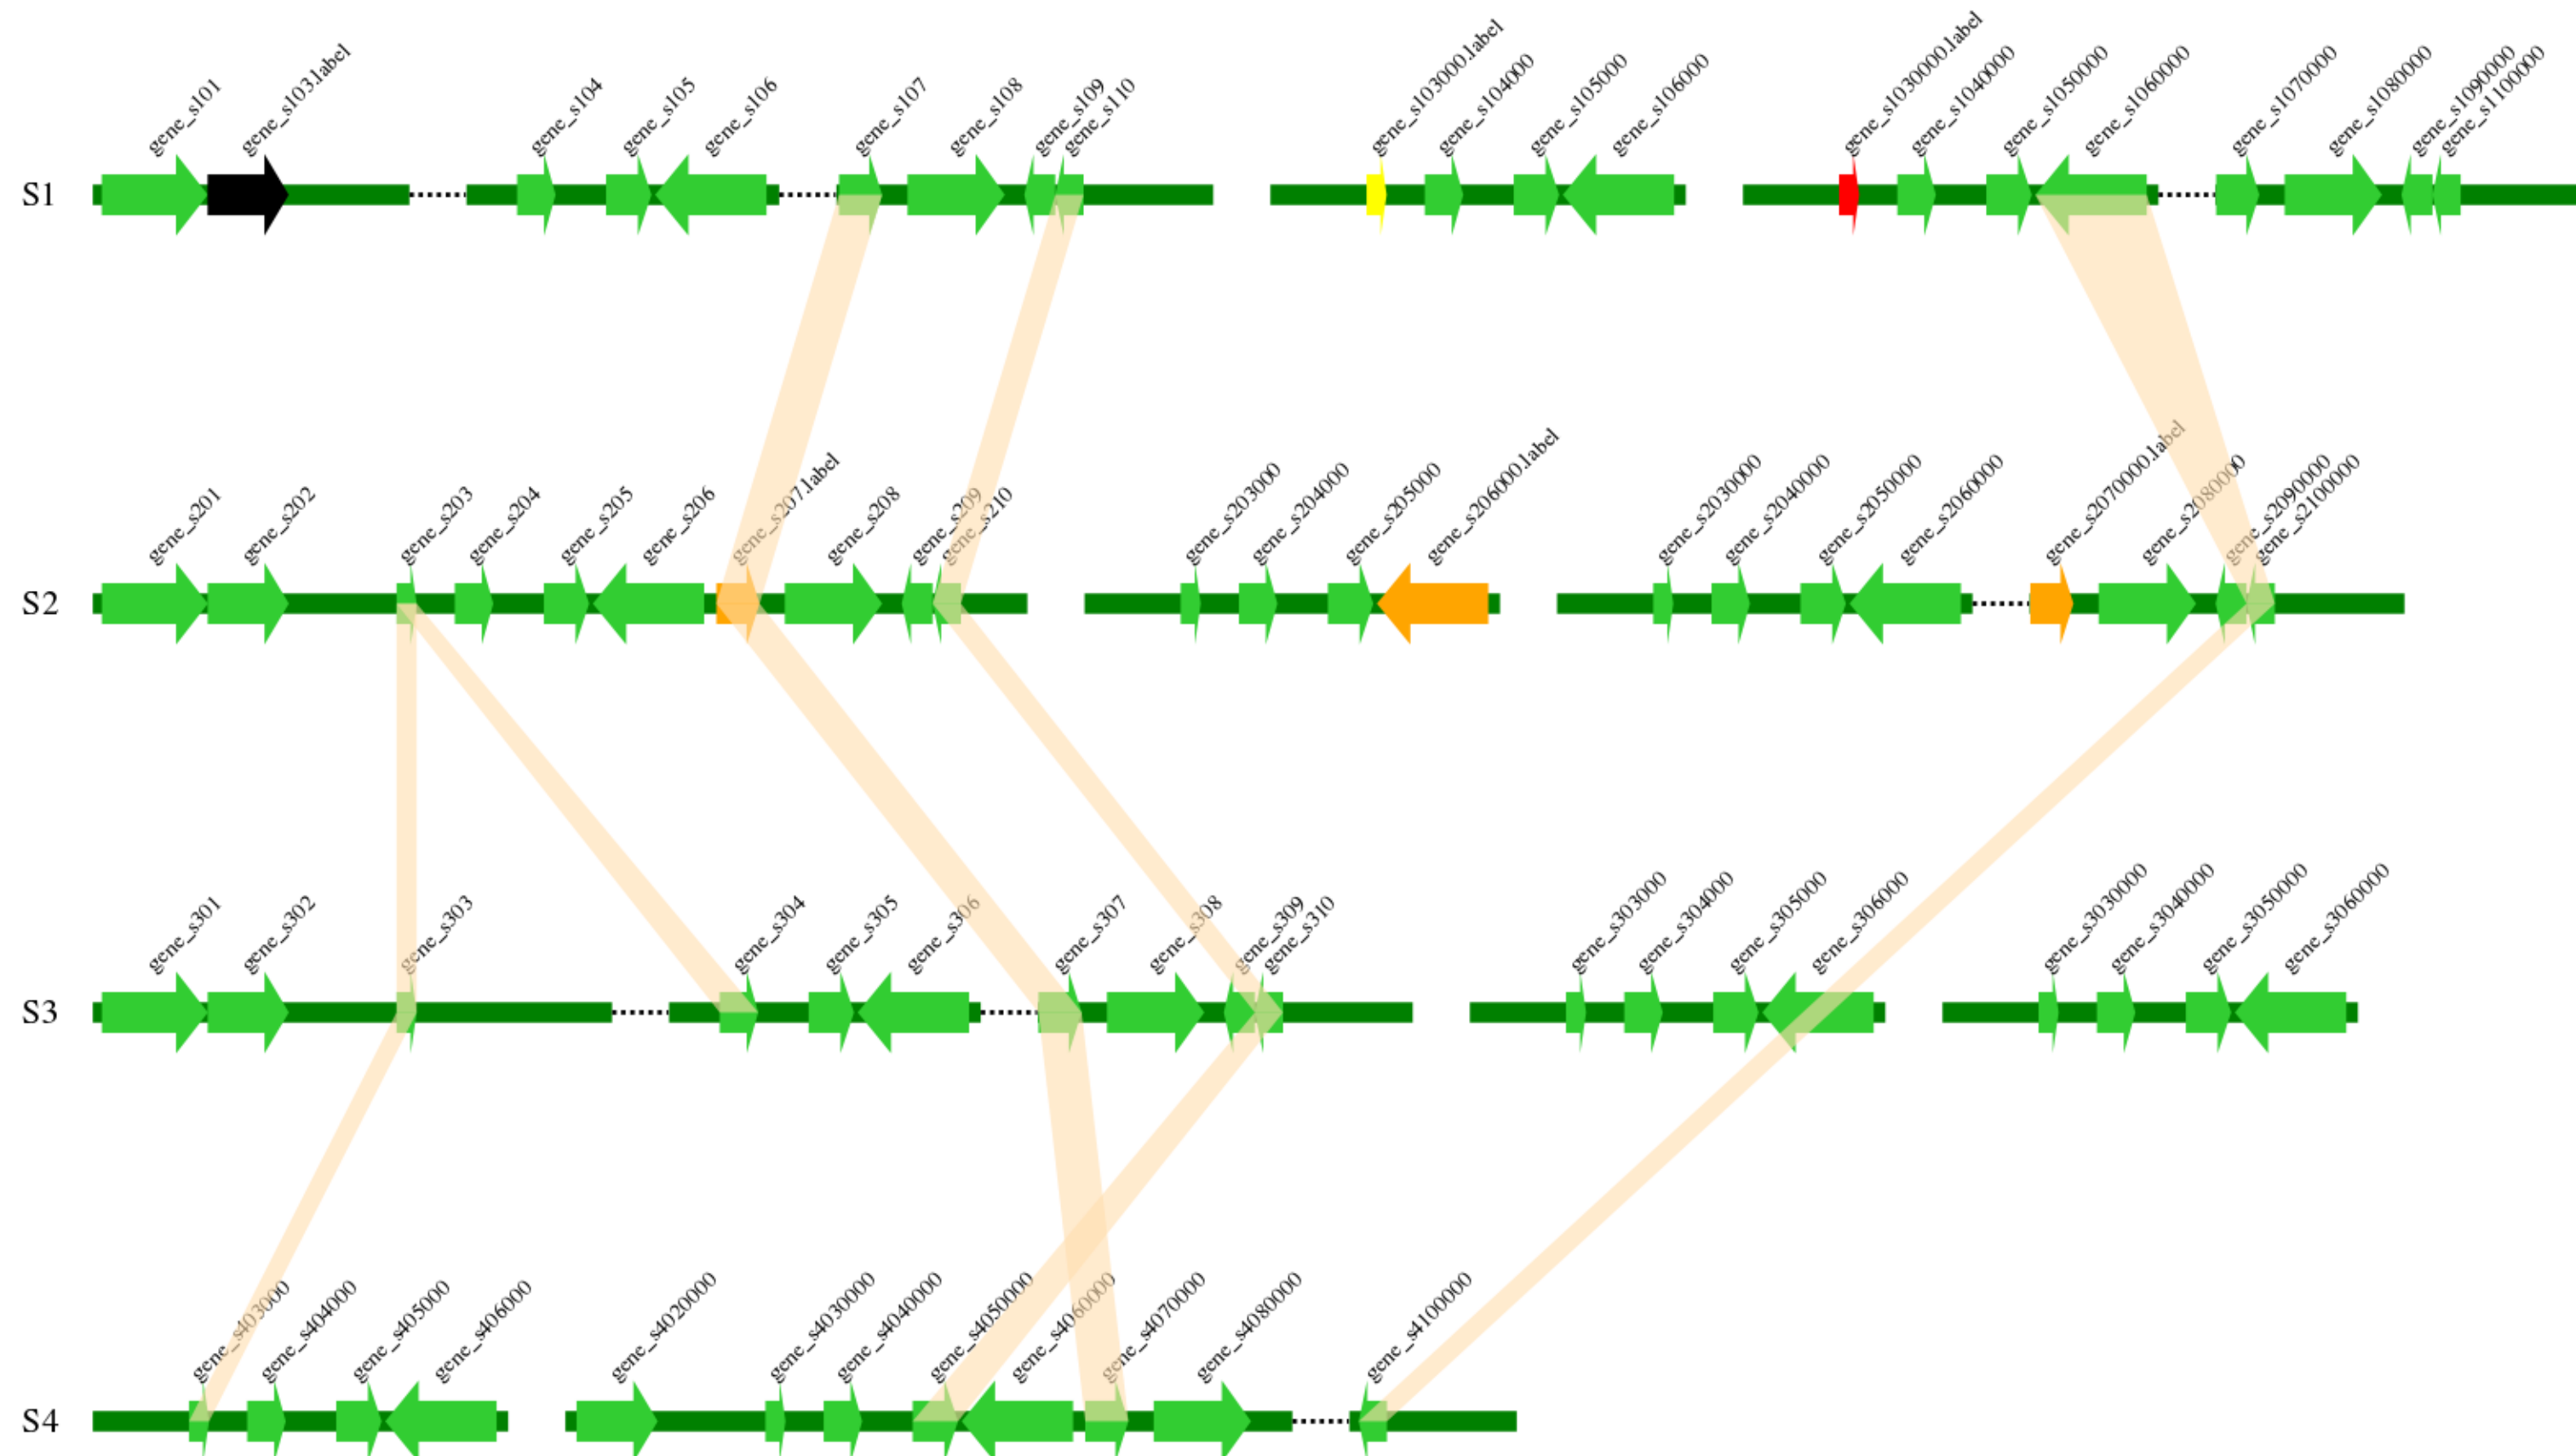 gene_s101 gene_s103.label gene_s104 gene_s105 gene_s106 gene_s107 gene_s108 gene_s109 gene_s110 gene_s103000.label gene_s104000 gene_s105000 gene_s106000 gene_s1030000.label gene_s1040000 gene_s1050000 gene_s1060000 gene_s1070000 gene_s1080000 gene_s1090000 gene_s1100000
S1
gene_s201 gene_s202 gene_s203 gene_s204 gene_s205 gene_s206 gene_s207.label gene_s208 gene_s209 gene_s210 gene_s203000 gene_s204000 gene_s205000 gene_s206000.label gene_s2030000 gene_s2040000 gene_s2050000 gene_s2060000 gene_s2070000.label gene_s2080000 gene_s2090000 gene_s2100000
S2
gene_s301 gene_s302 gene_s303 gene_s304 gene_s305 gene_s306 gene_s307 gene_s308 gene_s309 gene_s310 gene_s303000 gene_s304000 gene_s305000 gene_s306000 gene_s3030000 gene_s3040000 gene_s3050000 gene_s3060000
S3
gene_s403000 gene_s404000 gene_s405000 gene_s406000 gene_s4020000 gene_s4030000 gene_s4040000 gene_s4050000 gene_s4060000 gene_s4070000 gene_s4080000 gene_s4100000
S4